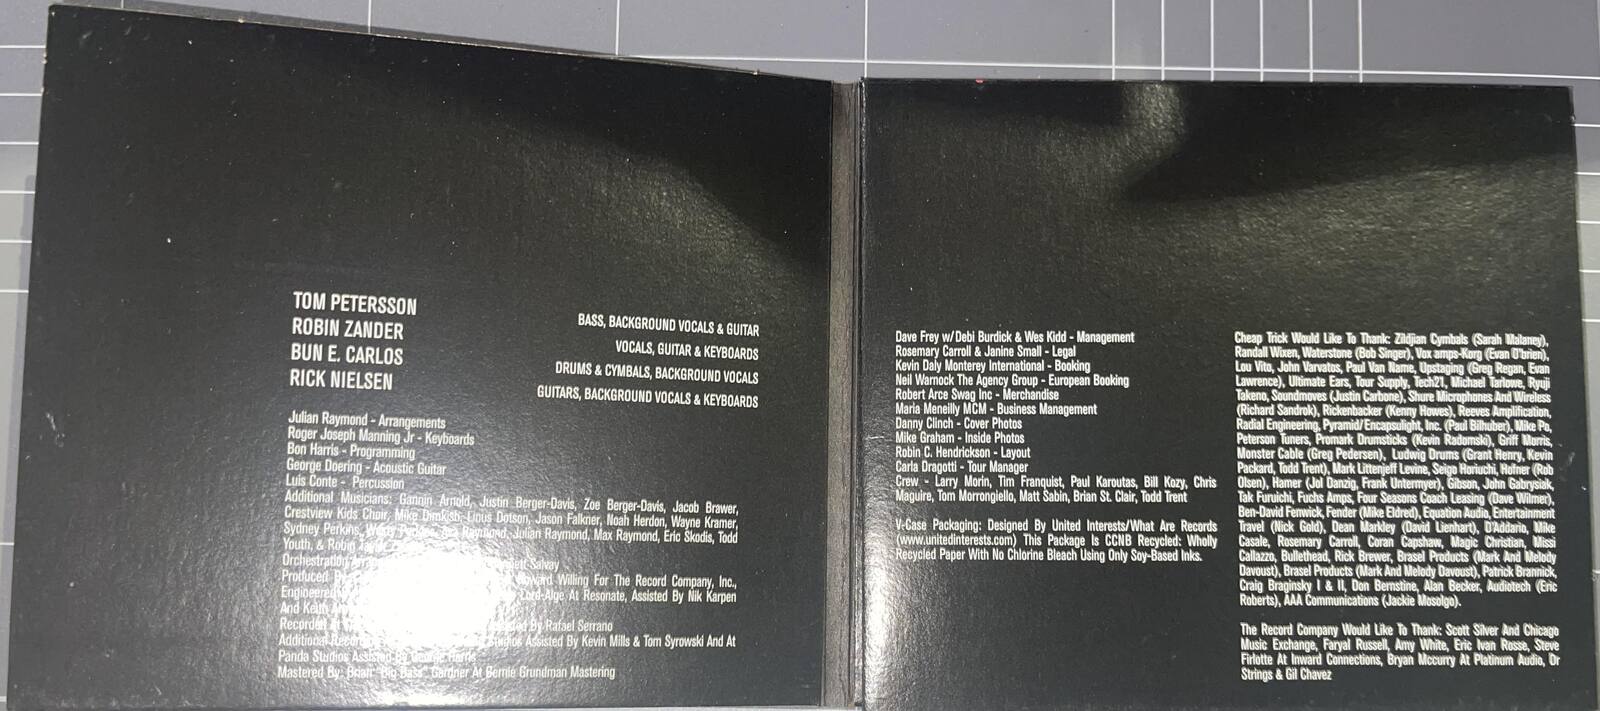 TOM PETERSSON
ROBIN ZANDER
BUN E. CARLOS
RICK NIELSEN
BASS, BACKGROUND VOCALS & GUITAR
VOCALS, GUITAR & KEYBOARDS
DRUMS & CYMBALS, BACKGROUND VOCALS
GUITARS, BACKGROUND VOCALS & KEYBOARDS
Julian Raymond - Arrangements
Roger Joseph Manning Jr - Keyboards
Bon Harris - Programming
George Doering - Acoustic Guitar
Luis Conte - Percussion
Additional Musicians: Gannin Arnold, Justin Berger-Davis, Zoe Berger-Davis, Jacob Brawer,
Crestview Kids Choir, Mike Dimkish, Linus Dotson, Jason Falkner, Noah Herdon, Wayne Kramer,
Sydney Perkins, Raymond, Julian Raymond, Max Raymond, Eric Skodis, Todd
Youth, & Robin
Orchestration Salvay
Produced By Howard Willing For The Record Company, Inc.,
Engineered Lord-Alge At Resonate, Assisted By Nik Karpen
And Keith
Recorded At By Rafael Serrano
Additional Studios Assisted By Kevin Mills & Tom Syrowski And At
Panda Studios Assisted By George Harris
Mastered By: Brian "Big Bass" Gardner At Bernie Grundman Mastering
Dave Frey w/Debi Burdick & Wes Kidd - Management
Rosemary Carroll & Janine Small - Legal
Kevin Daly Monterey International - Booking
Neil Warnock The Agency Group - European Booking
Robert Arce Swag Inc - Merchandise
Maria Meneilly MCM - Business Management
Danny Clinch - Cover Photos
Mike Graham - Inside Photos
Robin C. Hendrickson - Layout
Carla Dragotti - Tour Manager
Crew - Larry Morin, Tim Franquist, Paul Karoutas, Bill Kozy, Chris
Maguire, Tom Morrongiello, Matt Sabin, Brian St. Clair, Todd Trent
V-Case Packaging: Designed By United Interests/What Are Records
(www.unitedinterests.com) This Package Is CCNB Recycled: Wholly
Recycled Paper With No Chlorine Bleach Using Only Soy-Based Inks.
Cheap Trick Would Like To Thank: Zildjian Cymbals (Sarah Malaney),
Randall Wixen, Waterstone (Bob Singer), Vox amps-Korg (Evan O'brien),
Lou Vito, John Varvatos, Paul Van Name, Upstaging (Greg Regan, Evan
Lawrence), Ultimate Ears, Tour Supply, Tech21, Michael Tarlowe, Ryuji
Takeno, Soundmoves (Justin Carbone), Shure Microphones And Wireless
(Richard Sandrok), Rickenbacker (Kenny Howes), Reeves Amplification,
Radial Engineering, Pyramid/Encapsulight, Inc. (Paul Bilhuber), Mike Po,
Peterson Tuners, Promark Drumsticks (Kevin Radomski), Griff Morris,
Monster Cable (Greg Pedersen), Ludwig Drums (Grant Henry, Kevin
Packard, Todd Trent), Mark Littenjeff Levine, Seigo Horiuchi, Hofner (Rob
Olsen), Hamer (Jol Danzig, Frank Untermyer), Gibson, John Gabrysiak,
Tak Furuichi, Fuchs Amps, Four Seasons Coach Leasing (Dave Wilmer),
Ben-David Fenwick, Fender (Mike Eldred), Equation Audio, Entertainment
Travel (Nick Gold), Dean Markley (David Lienhart), D'Addario, Mike
Casale, Rosemary Carroll, Coran Capshaw, Magic Christian, Missi
Callazzo, Bullethead, Rick Brewer, Brasel Products (Mark And Melody
Davoust), Brasel Products (Mark And Melody Davoust), Patrick Brannick,
Craig Braginsky I & II, Don Bernstine, Alan Becker, Audiotech (Eric
Roberts), AAA Communications (Jackie Mosolgo).
The Record Company Would Like To Thank: Scott Silver And Chicago
Music Exchange, Faryal Russell, Amy White, Eric Ivan Rosse, Steve
Firlotte At Inward Connections, Bryan Mccurry At Platinum Audio, Dr
Strings & Gil Chavez